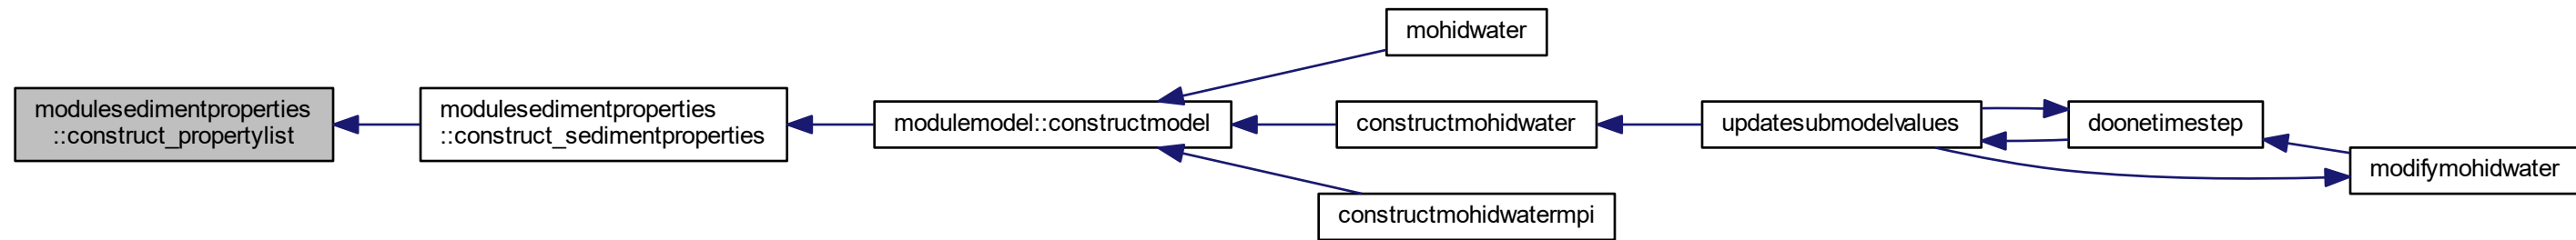 modulesedimentproperties
::construct_propertylist
modulesedimentproperties
::construct_sedimentproperties
modulemodel::constructmodel
mohidwater
constructmohidwater
constructmohidwatermpi
updatesubmodelvalues
doonetimestep
modifymohidwater